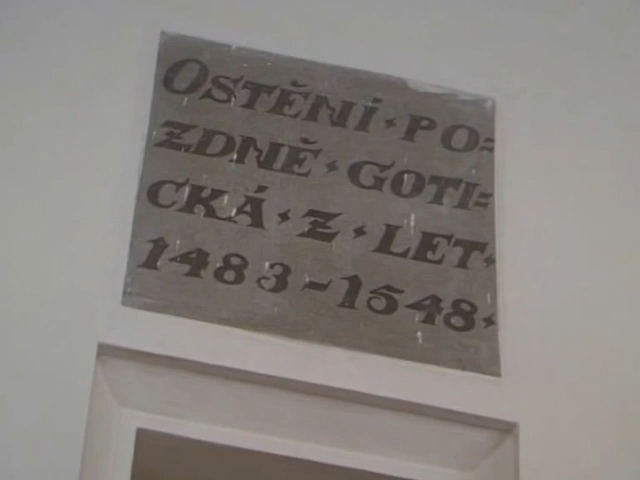 OSTĚNÍ · PO=
ZDNĚ · GOTI=
CKÁ · Z · LET ·
1483 - 1548 ·